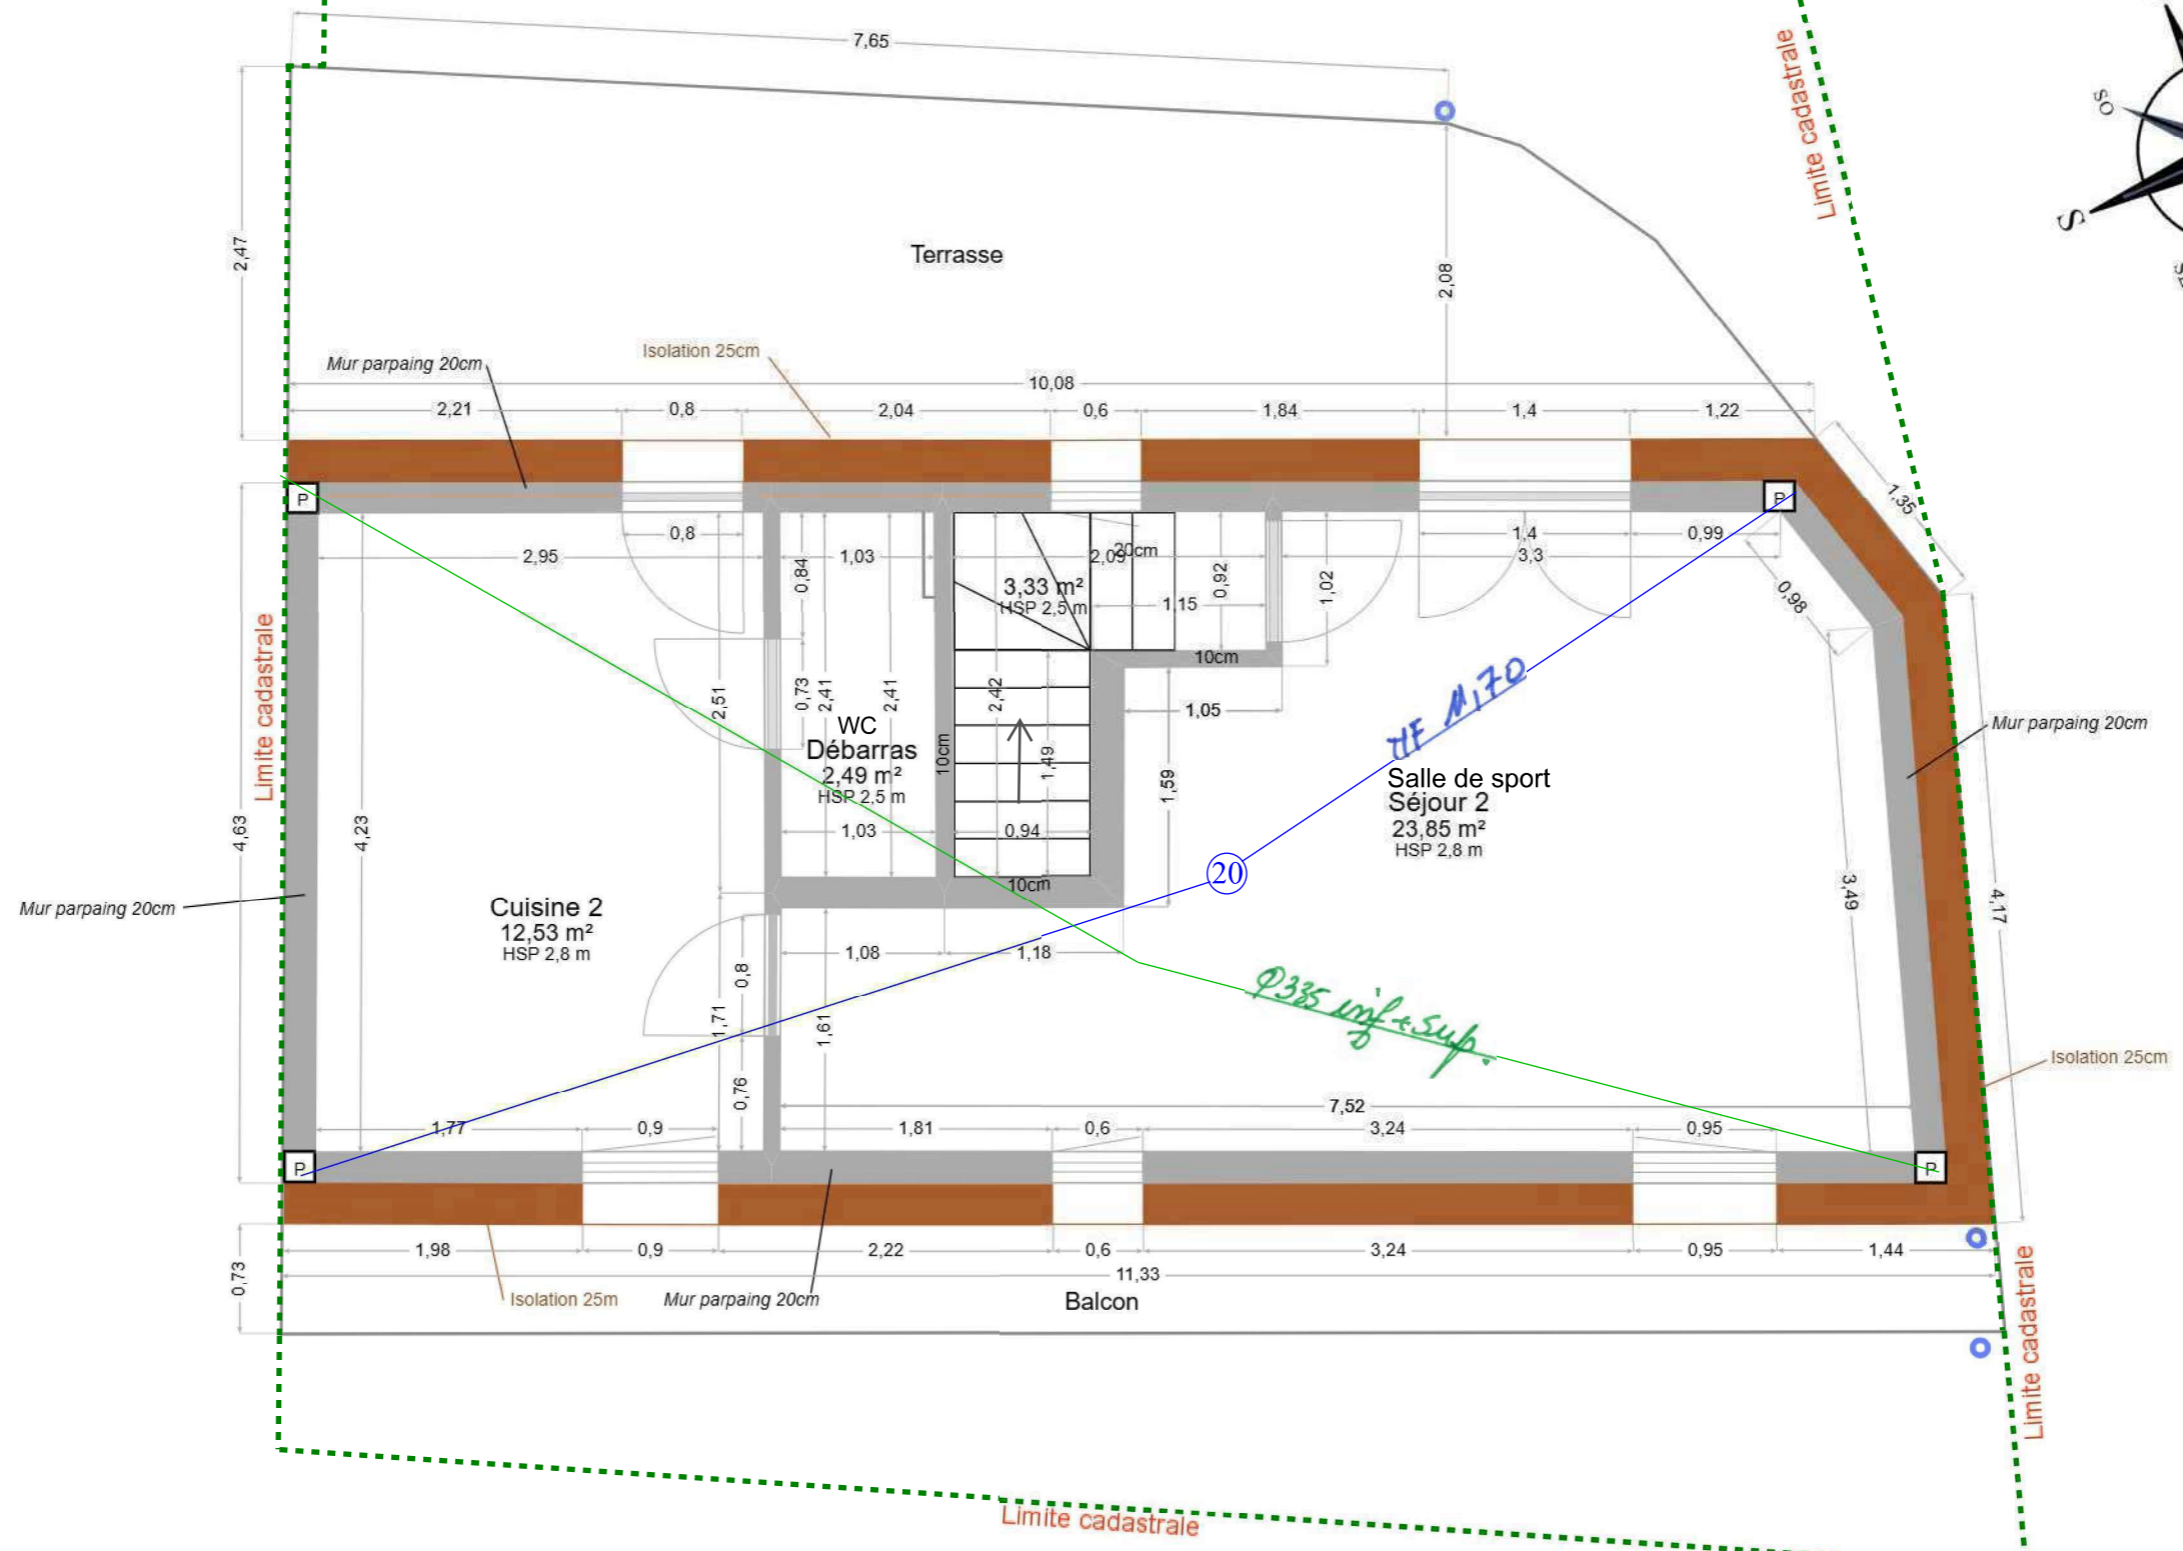 7,65
Limite cadastrale
SO
S
2,47
Terrasse
2,08
Mur parpaing 20cm
Isolation 25cm
10,08
2,21
0,8
2,04
0,6
1,84
1,4
1,22
1,35
P
P
0,8
1,4
0,99
2,95
1,03
2,09
20cm
3,3
0,84
0,92
1,02
3,33 m²
HSP 2,5 m
1,15
0,98
Limite cadastrale
10cm
2,51
0,73
2,41
2,41
2,42
1,05
WC
Débarras
2,49 m²
HSP 2,5 m
10cm
1,49
1,59
Mur parpaing 20cm
Salle de sport
Séjour 2
23,85 m²
HSP 2,8 m
4,63
4,23
1,03
0,94
20
10cm
3,49
4,17
Mur parpaing 20cm
Cuisine 2
12,53 m²
HSP 2,8 m
1,08
1,18
0,8
1,71
1,61
inf + sup.
Isolation 25cm
0,76
7,52
1,77
0,9
1,81
0,6
3,24
0,95
P
P
1,98
0,9
2,22
0,6
3,24
0,95
1,44
0,73
11,33
Isolation 25m
Mur parpaing 20cm
Balcon
Limite cadastrale
Limite cadastrale